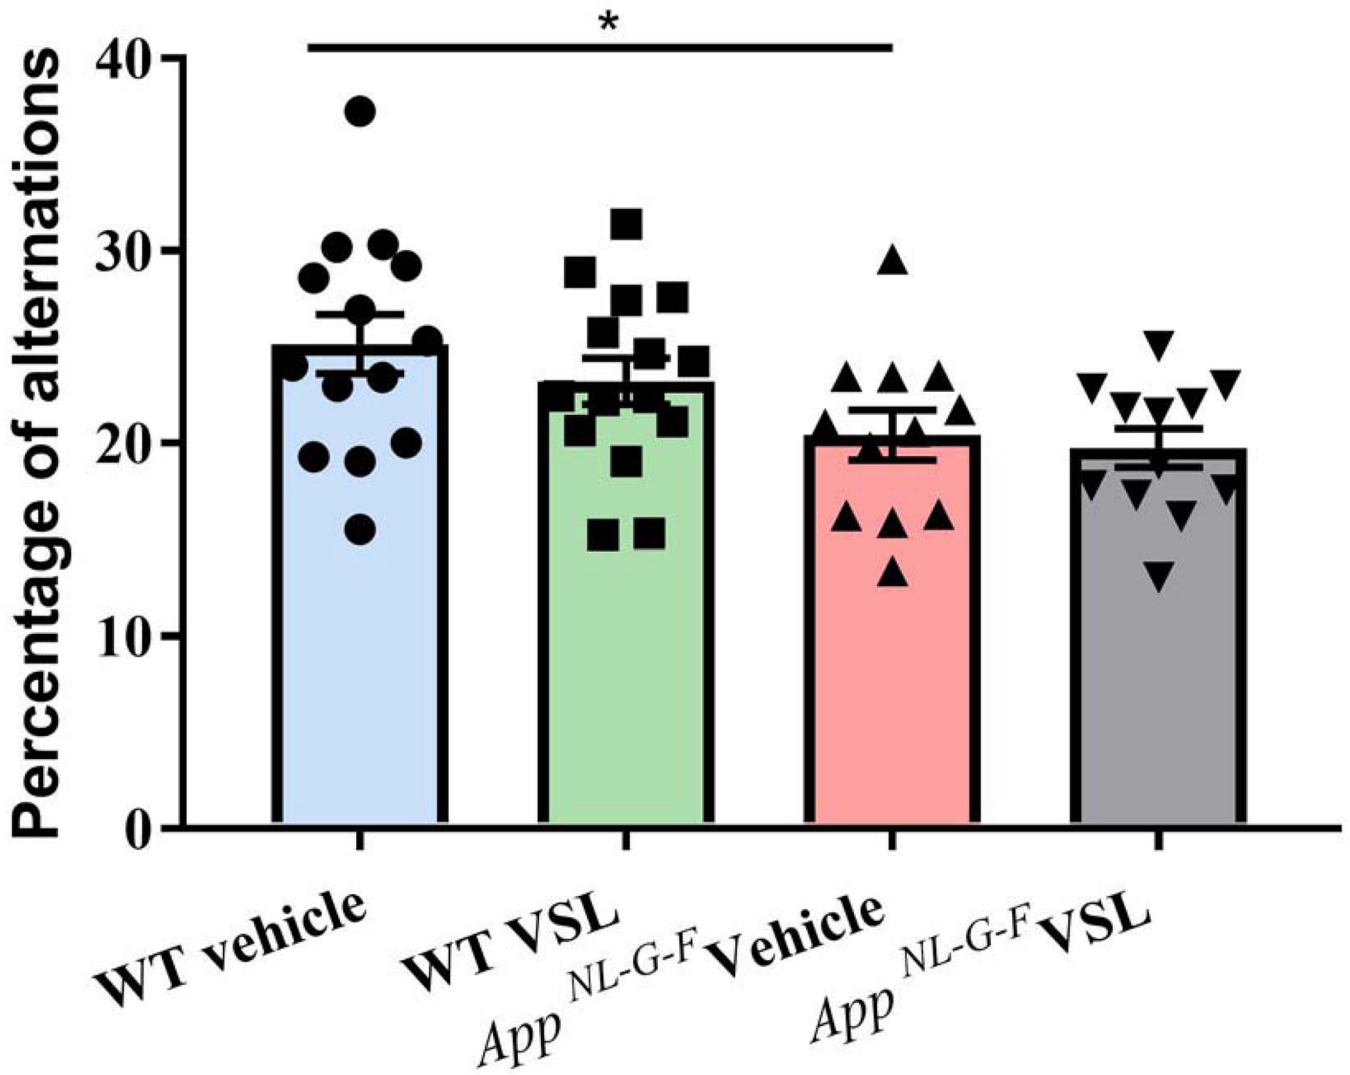 *
Percentage of alternations
40
30
20
10
0
WT vehicle
WT VSL
App NL-G-F Vehicle
App NL-G-F VSL